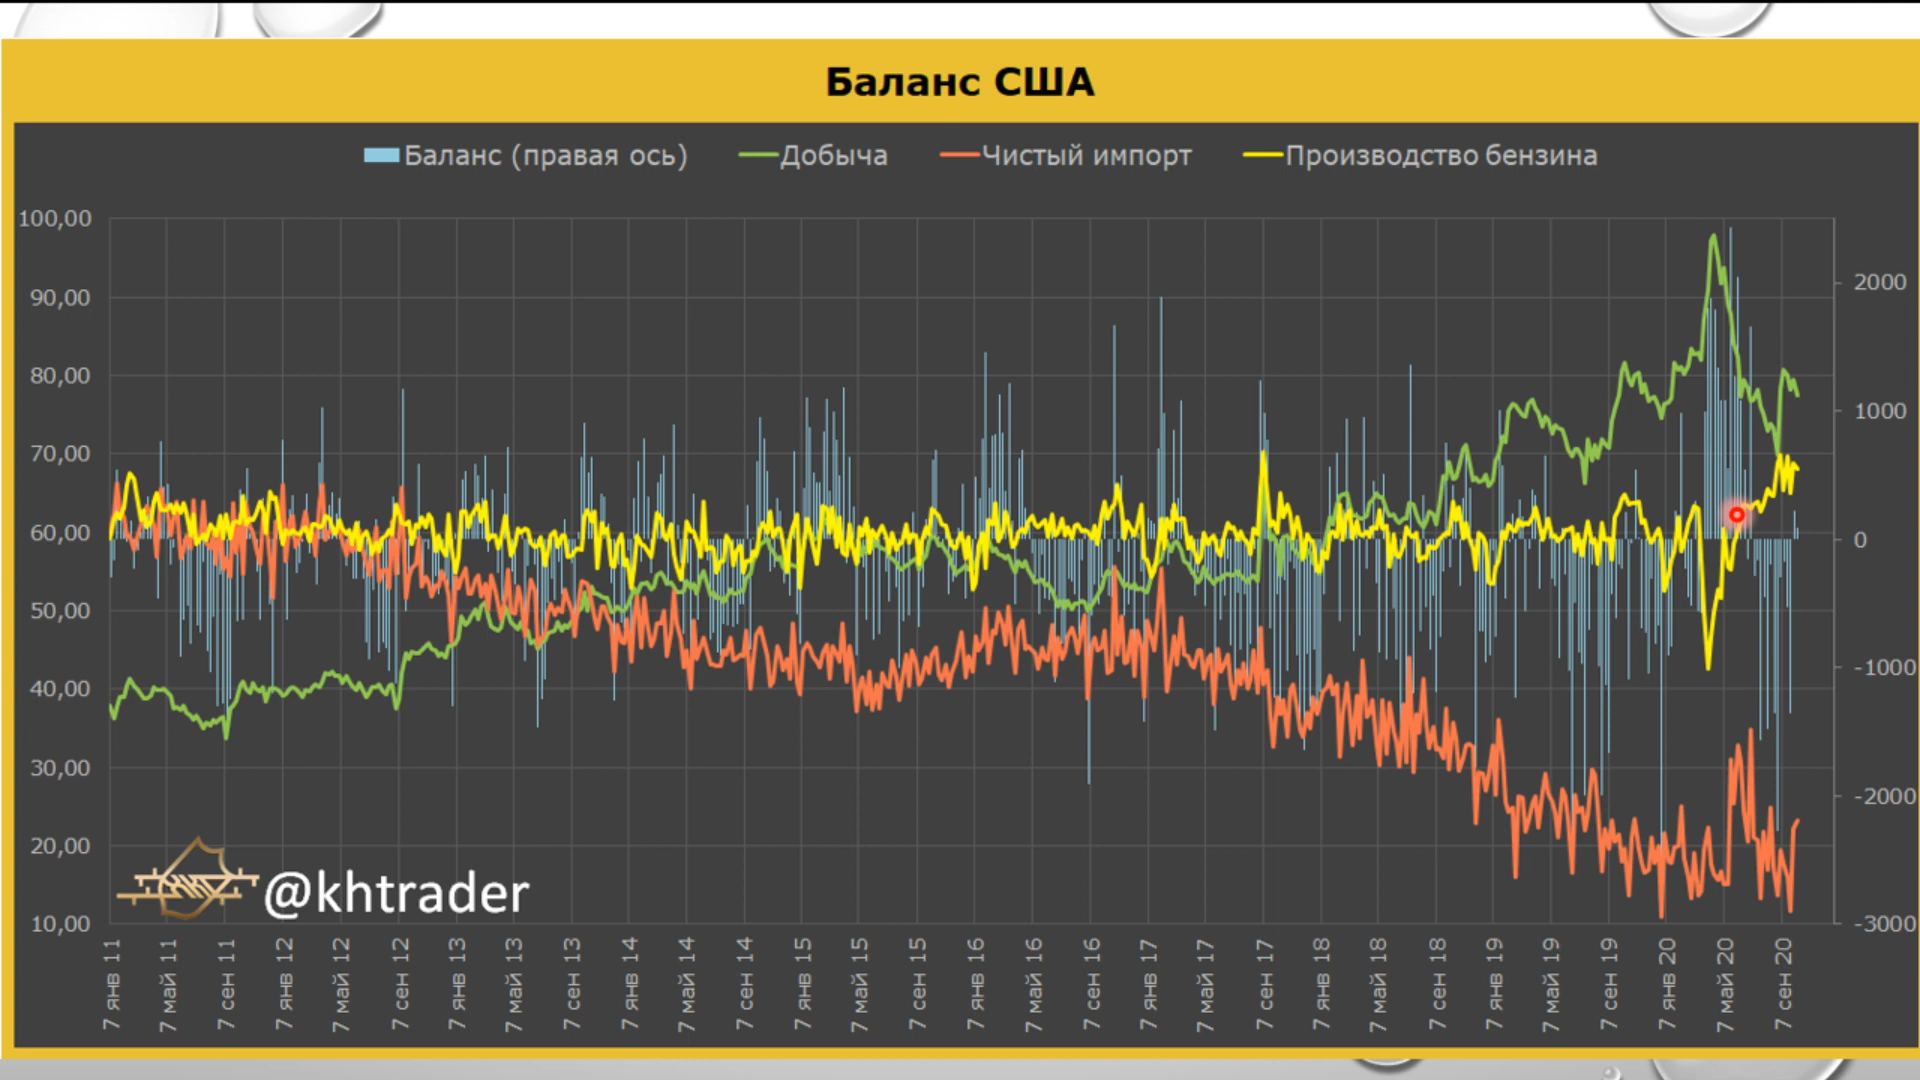 Баланс США
Баланс (правая ось) Добыча Чистый импорт Производство бензина
100,00
90,00
80,00
70,00
60,00
50,00
40,00
30,00
20,00
10,00
2000
1000
0
-1000
-2000
-3000
@khtrader
7 янв 11
7 май 11
7 сен 11
7 янв 12
7 май 12
7 сен 12
7 янв 13
7 май 13
7 сен 13
7 янв 14
7 май 14
7 сен 14
7 янв 15
7 май 15
7 сен 15
7 янв 16
7 май 16
7 сен 16
7 янв 17
7 май 17
7 сен 17
7 янв 18
7 май 18
7 сен 18
7 янв 19
7 май 19
7 сен 19
7 янв 20
7 май 20
7 сен 20